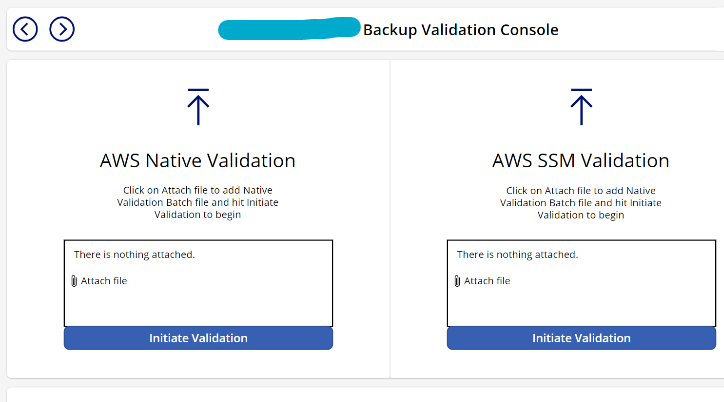 Backup Validation Console
AWS Native Validation
Click on Attach file to add Native
Validation Batch file and hit Initiate
Validation to begin
There is nothing attached.
Attach file
Initiate Validation
AWS SSM Validation
Click on Attach file to add Native
Validation Batch file and hit Initiate
Validation to begin
There is nothing attached.
Attach file
Initiate Validation